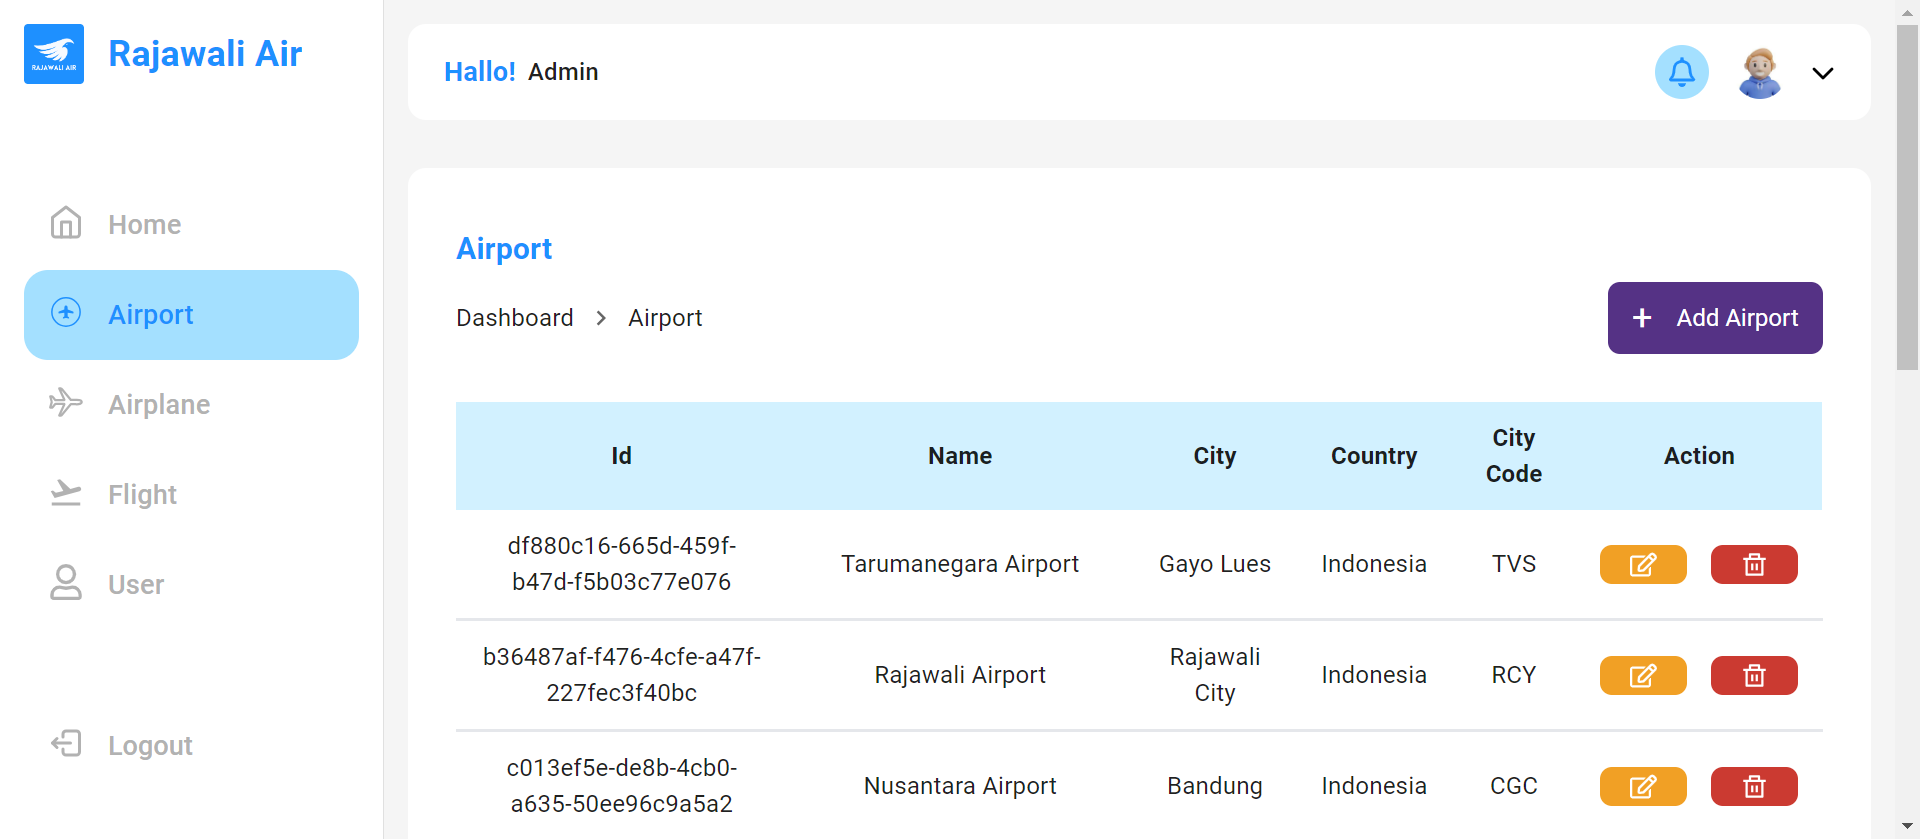 RAJAWALI AIR
Rajawali Air
Hallo! Admin
Home
Airport
Airplane
Flight
User
Logout
Airport
Dashboard > Airport
+ Add Airport
Id Name City Country City Code Action
df880c16-665d-459f-
b47d-f5b03c77e076
Tarumanegara Airport Gayo Lues Indonesia TVS
b36487af-f476-4cfe-a47f-
227fec3f40bc
Rajawali Airport
Rajawali
City
Indonesia RCY
c013ef5e-de8b-4cb0-
a635-50ee96c9a5a2
Nusantara Airport Bandung Indonesia CGC